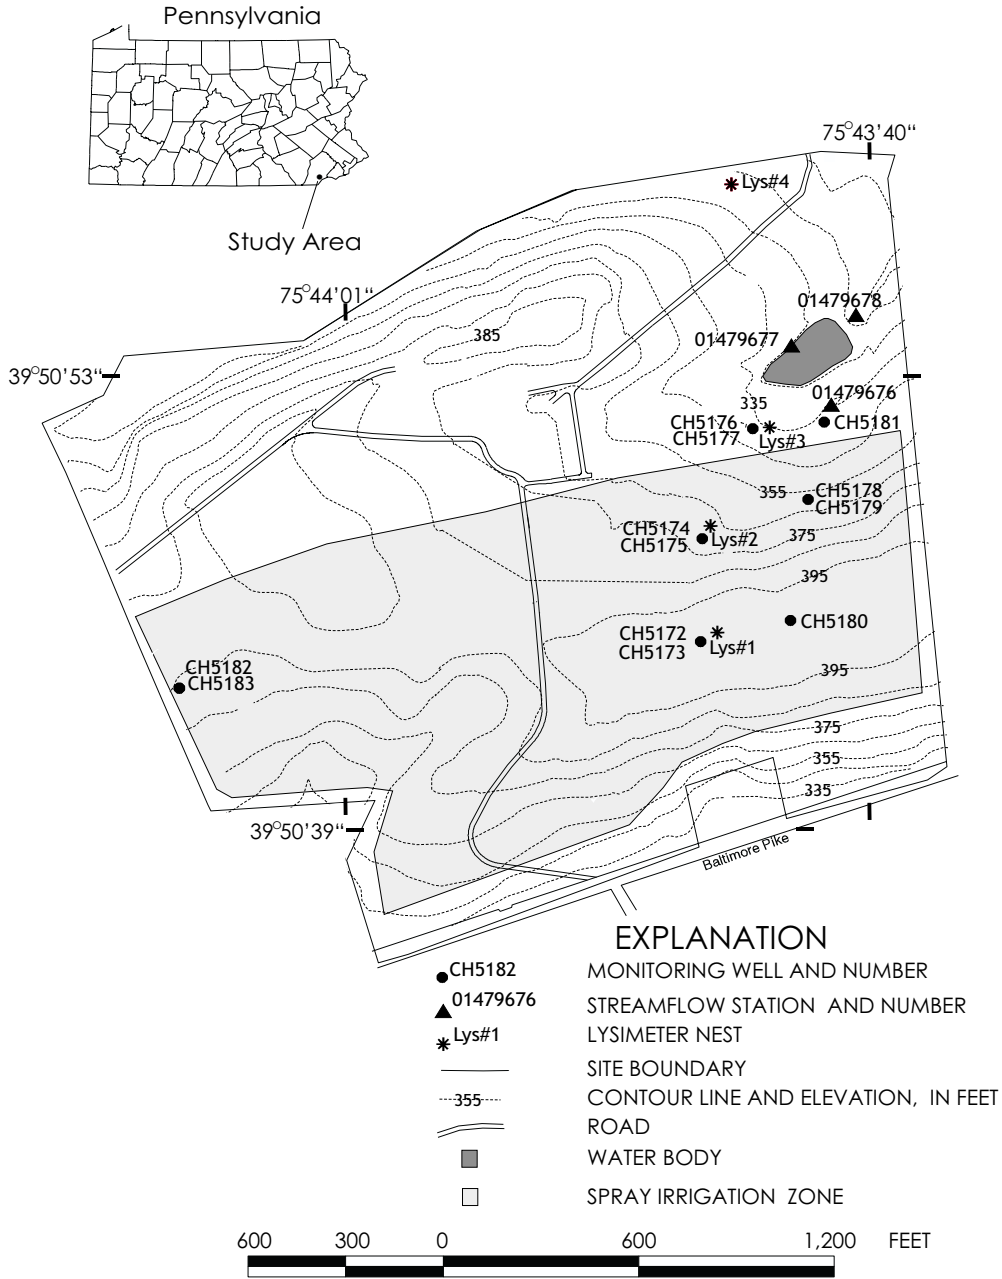 Pennsylvania
Study Area
75°43'40"
Lys#4
75°44'01"
01479678
385
01479677
39°50'53"
01479676
335
CH5176
CH5177
CH5181
Lys#3
355
CH5178
CH5179
CH5174
CH5175
Lys#2
375
395
CH5180
CH5172
CH5173
Lys#1
CH5182
CH5183
395
375
355
335
39°50'39"
Baltimore Pike
EXPLANATION
CH5182 MONITORING WELL AND NUMBER
01479676 STREAMFLOW STATION AND NUMBER
Lys#1 LYSIMETER NEST
SITE BOUNDARY
355 CONTOUR LINE AND ELEVATION, IN FEET
ROAD
WATER BODY
SPRAY IRRIGATION ZONE
600 300 0 600 1,200 FEET